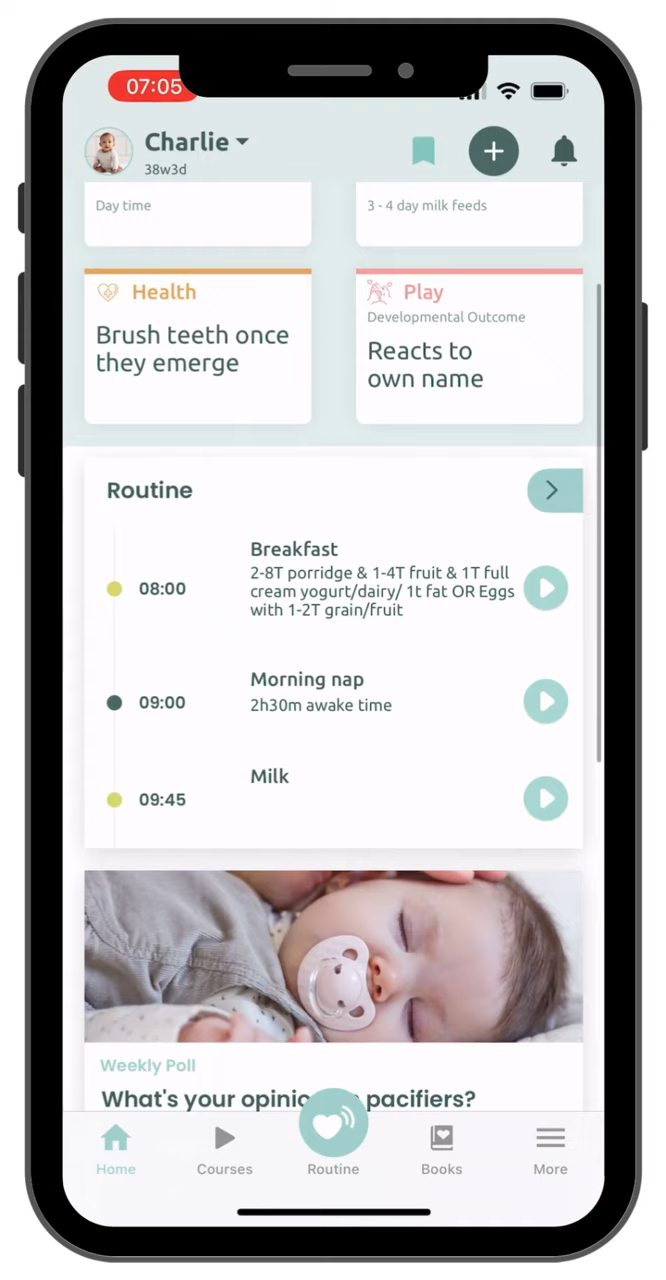 07:05
Charlie
38w3d
Day time
3 - 4 day milk feeds
Health
Brush teeth once
they emerge
Play
Developmental Outcome
Reacts to
own name
Routine
Breakfast
08:00
2-8T porridge & 1-4T fruit & 1T full
cream yogurt/dairy/ 1t fat OR Eggs
with 1-2T grain/fruit
Morning nap
09:00
2h30m awake time
Milk
09:45
Weekly Poll
What's your pacifiers?
Home
Courses
Routine
Books
More